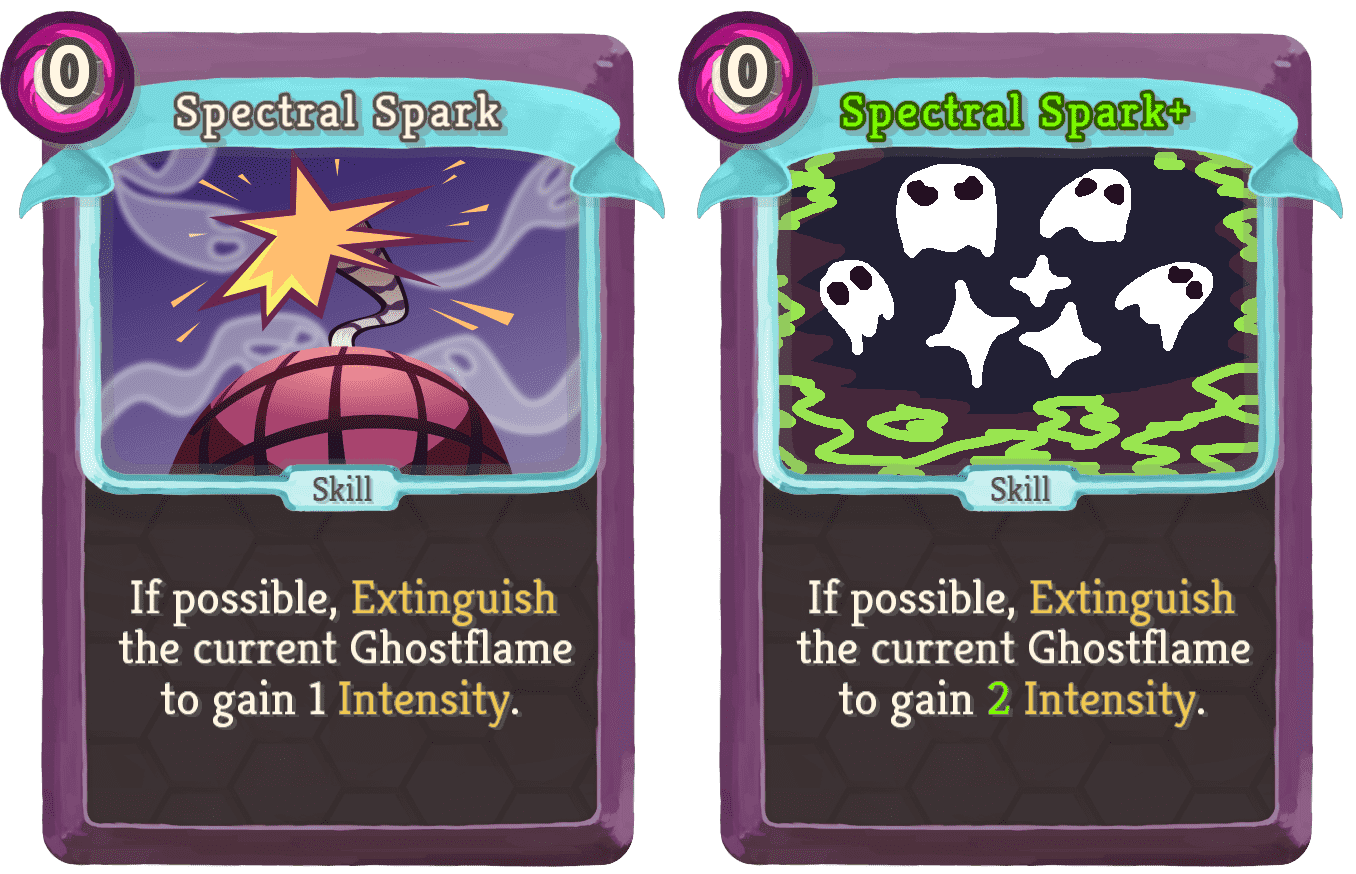 0
Spectral Spark
Skill
If possible, Extinguish
the current Ghostflame
to gain 1 Intensity.
0
Spectral Spark+
Skill
If possible, Extinguish
the current Ghostflame
to gain 2 Intensity.